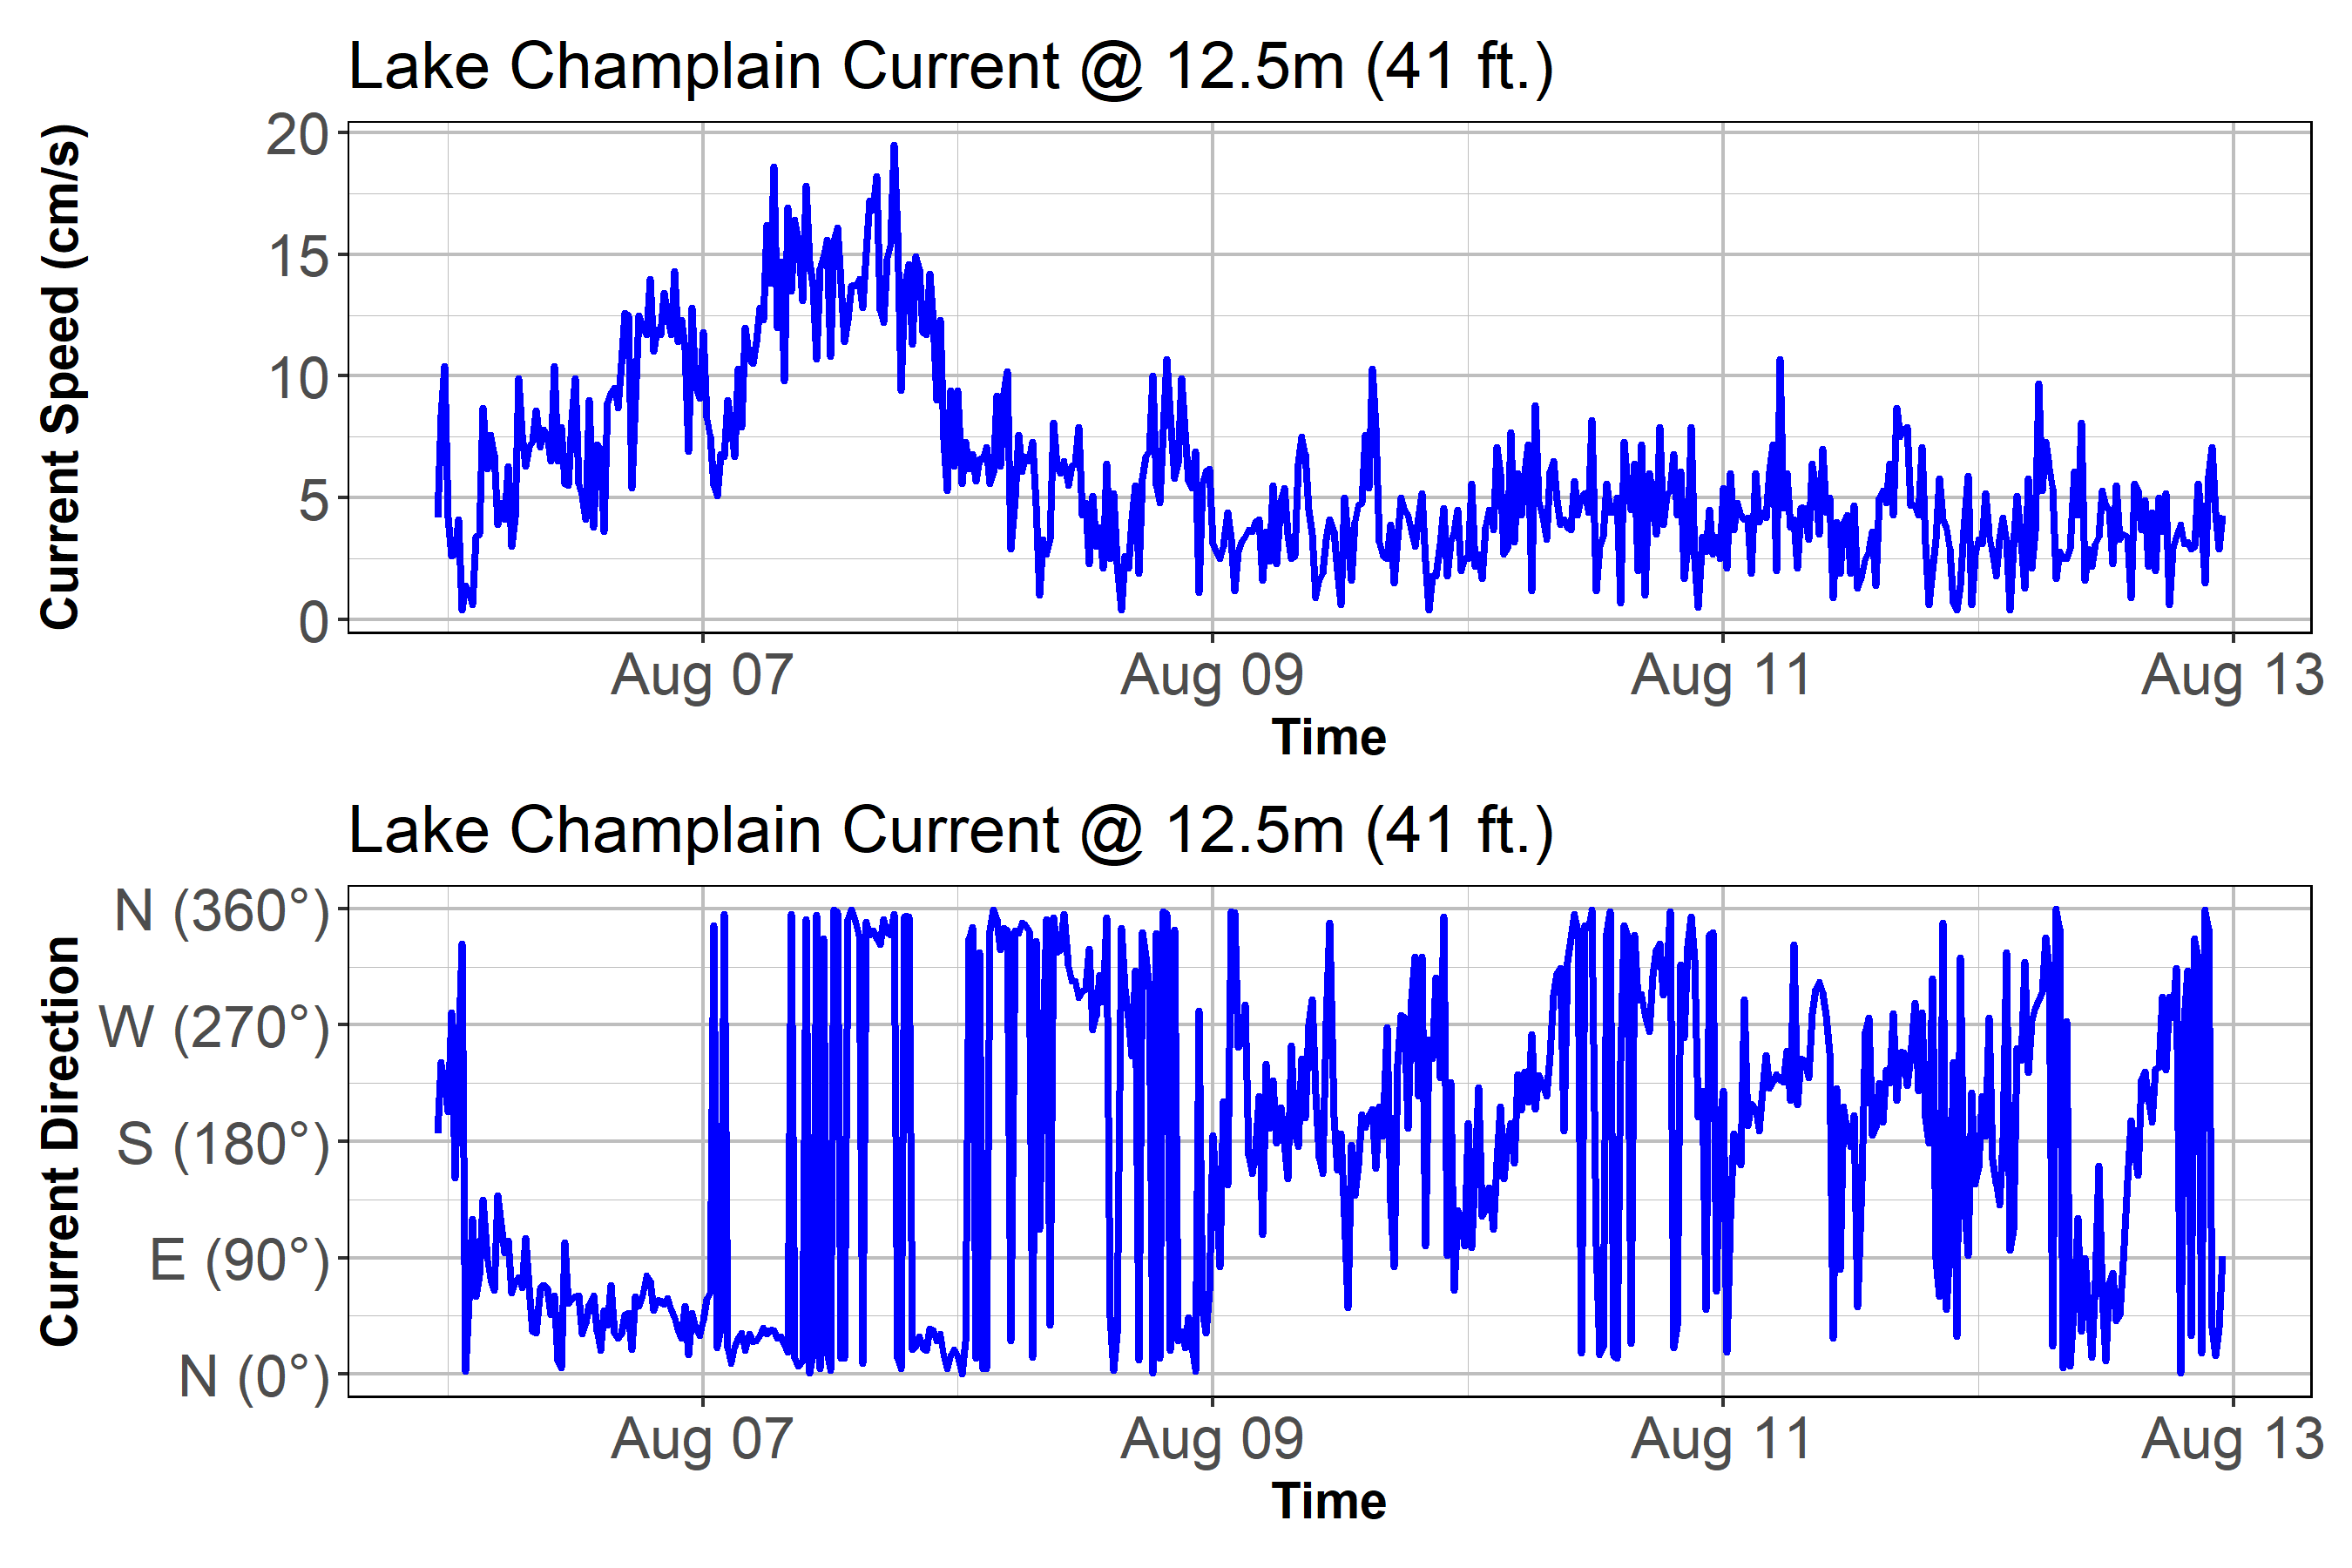 Lake Champlain Current @ 12.5m (41 ft.)
Current Speed (cm/s)
20
15
10
5
0
Aug 07 Aug 09 Aug 11 Aug 13
Time
Lake Champlain Current @ 12.5m (41 ft.)
Current Direction
N (360°)
W (270°)
S (180°)
E (90°)
N (0°)
Aug 07 Aug 09 Aug 11 Aug 13
Time